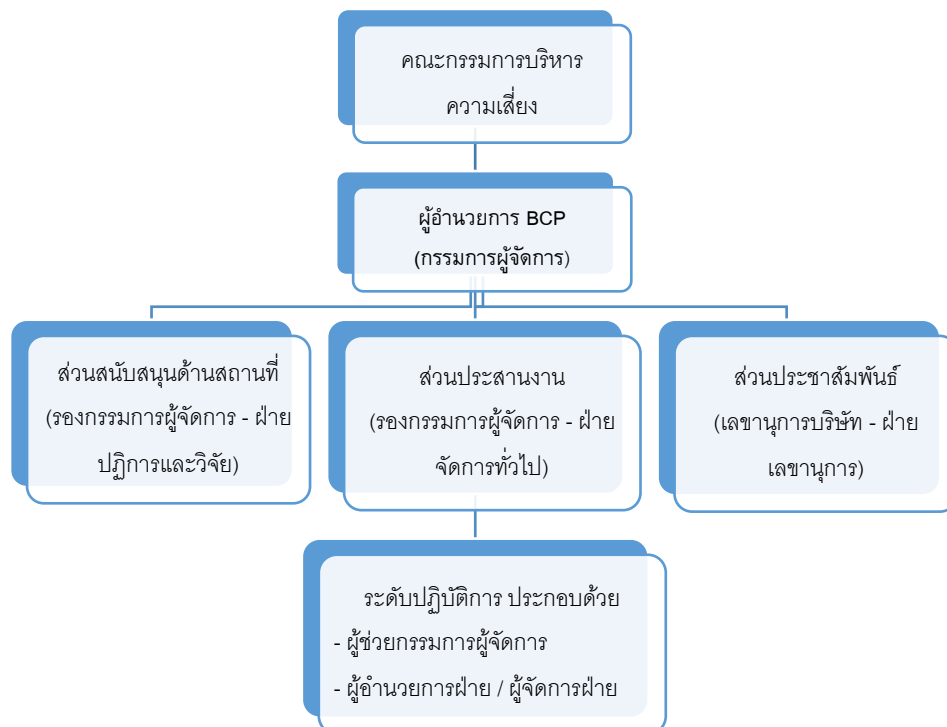 คณะกรรมการบริหาร
ความเสี่ยง
ผู้อำนวยการ BCP
(กรรมการผู้จัดการ)
ส่วนสนับสนุนด้านสถานที่
(รองกรรมการผู้จัดการ - ฝ่าย
ปฏิการและวิจัย)
ส่วนประสานงาน
(รองกรรมการผู้จัดการ - ฝ่าย
จัดการทั่วไป)
ส่วนประชาสัมพันธ์
(เลขานุการบริษัท - ฝ่าย
เลขานุการ)
ระดับปฏิบัติการ ประกอบด้วย
- ผู้ช่วยกรรมการผู้จัดการ
- ผู้อำนวยการฝ่าย / ผู้จัดการฝ่าย